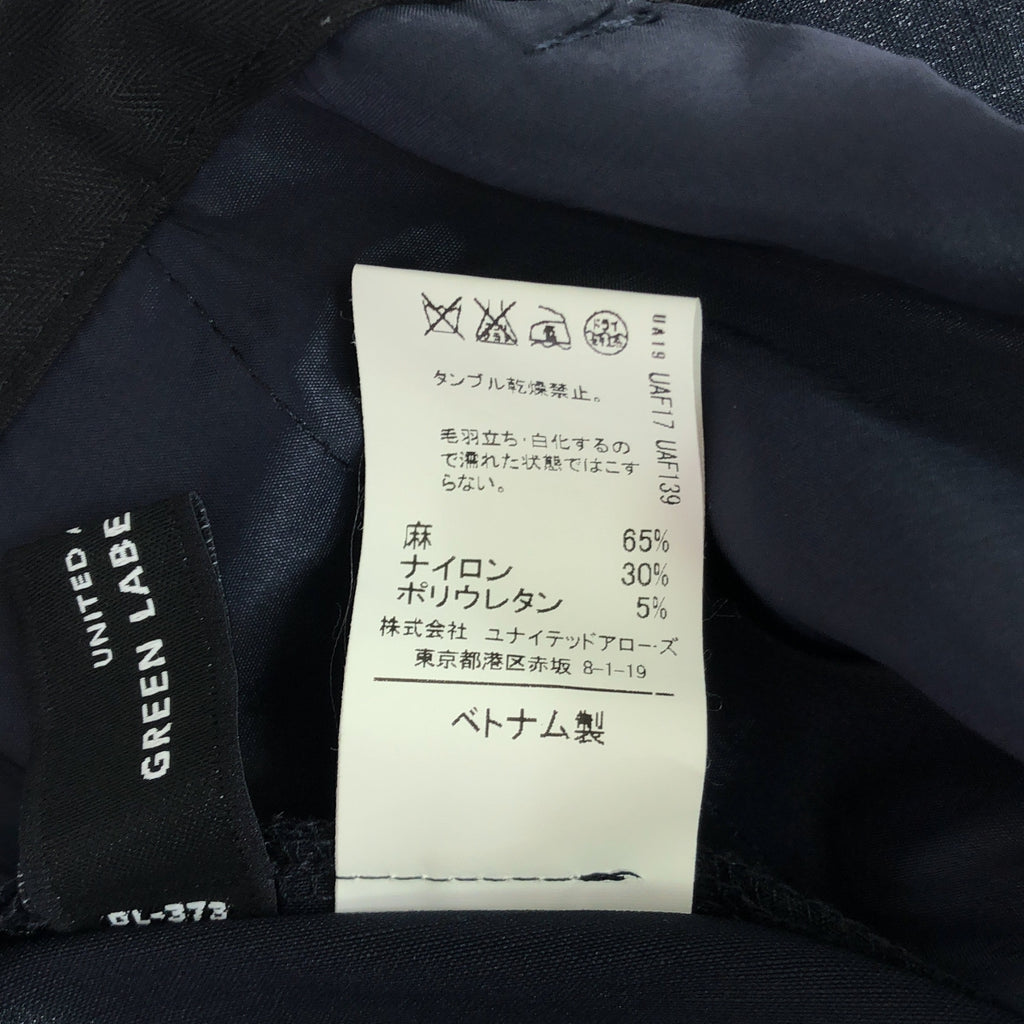 タンブル乾燥禁止。
毛羽立ち・白化するの
で濡れた状態ではこす
らない。
麻 65%
ナイロン 30%
ポリウレタン 5%
株式会社 ユナイテッドアローズ
東京都港区赤坂 8-1-19
ベトナム製
UA19 UAF17 UAF139
UNITED
GREEN LABE
ドライ